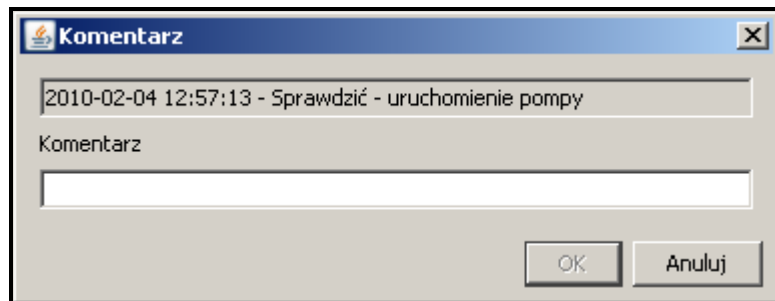 Komentarz
2010-02-04 12:57:13 - Sprawdzić - uruchomienie pompy
Komentarz
OK Anuluj